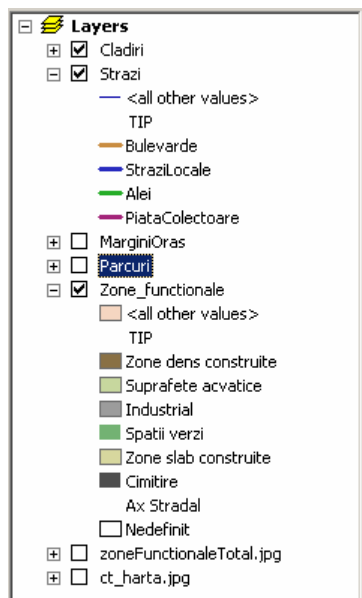 Layers
Cladiri
Strazi
<all other values>
TIP
Bulevarde
StraziLocale
Alei
PiataColectoare
MarginiOras
Parcuri
Zone_functionale
<all other values>
TIP
Zone dens construite
Suprafete acvatice
Industrial
Spatii verzi
Zone slab construite
Cimitire
Ax Stradal
Nedefinit
zoneFunctionaleTotal.jpg
ct_harta.jpg